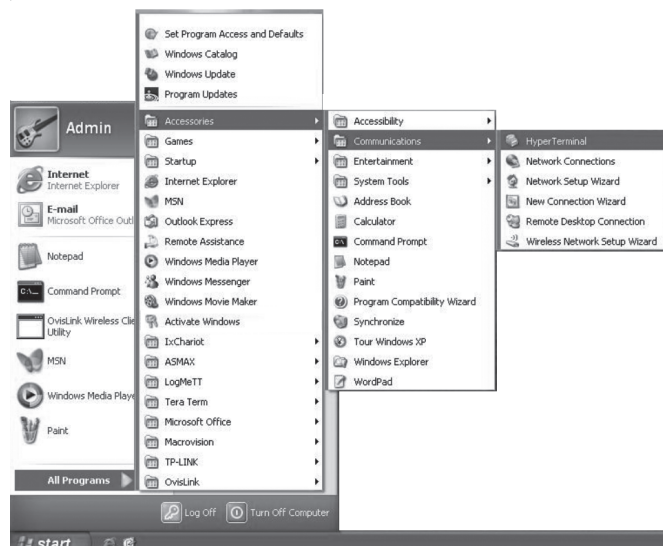 Set Program Access and Defaults
Windows Catalog
Windows Update
Program Updates
Accessories
Games
Startup
Internet Explorer
MSN
Outlook Express
Remote Assistance
Windows Media Player
Windows Messenger
Windows Movie Maker
Activate Windows
IxChariot
ASMAX
LogMeTT
Tera Term
Microsoft Office
Macrovision
TP-LINK
OvisLink
Accessibility
Communications
Entertainment
System Tools
Address Book
Calculator
Command Prompt
Notepad
Paint
Program Compatibility Wizard
Synchronize
Tour Windows XP
Windows Explorer
WordPad
HyperTerminal
Network Connections
Network Setup Wizard
New Connection Wizard
Remote Desktop Connection
Wireless Network Setup Wizard
Admin
Internet
Internet Explorer
E-mail
Microsoft Office Outl
Notepad
C:\_
Command Prompt
OvisLink Wireless Clie
Utility
MSN
Windows Media Playe
Paint
All Programs
Log Off
Turn Off Computer
start